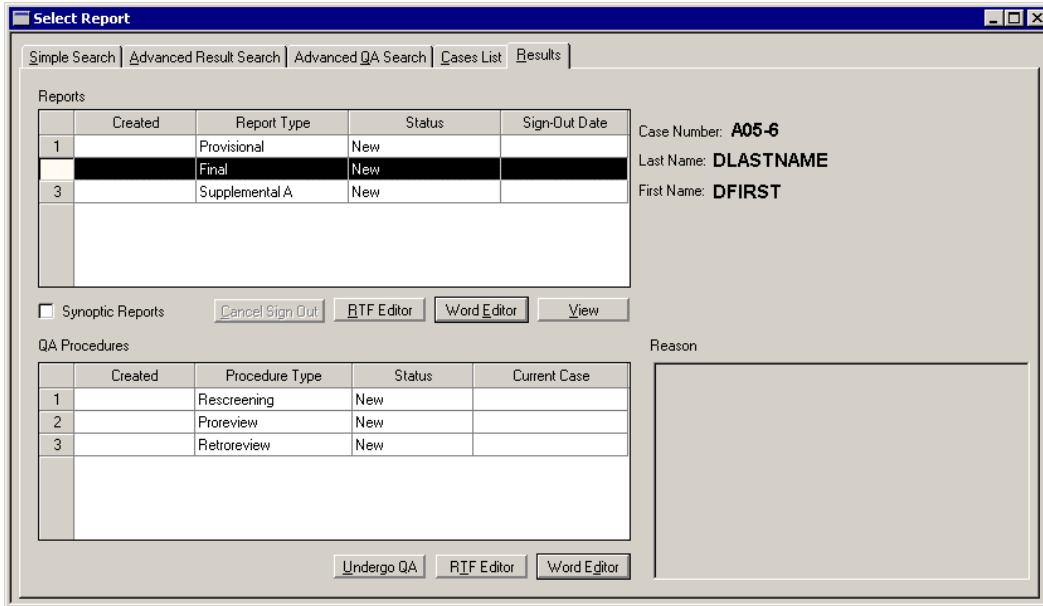 Select Report
Simple Search Advanced Result Search Advanced QA Search Cases List Results
Reports
Created Report Type Status Sign-Out Date
1 Provisional New
Final New
3 Supplemental A New
Case Number: A05-6
Last Name: DLASTNAME
First Name: DFIRST
Synoptic Reports Cancel Sign Out RTF Editor Word Editor View
QA Procedures
Created Procedure Type Status Current Case
1 Rescreening New
2 Proreview New
3 Retroreview New
Reason
Undergo QA RTF Editor Word Editor